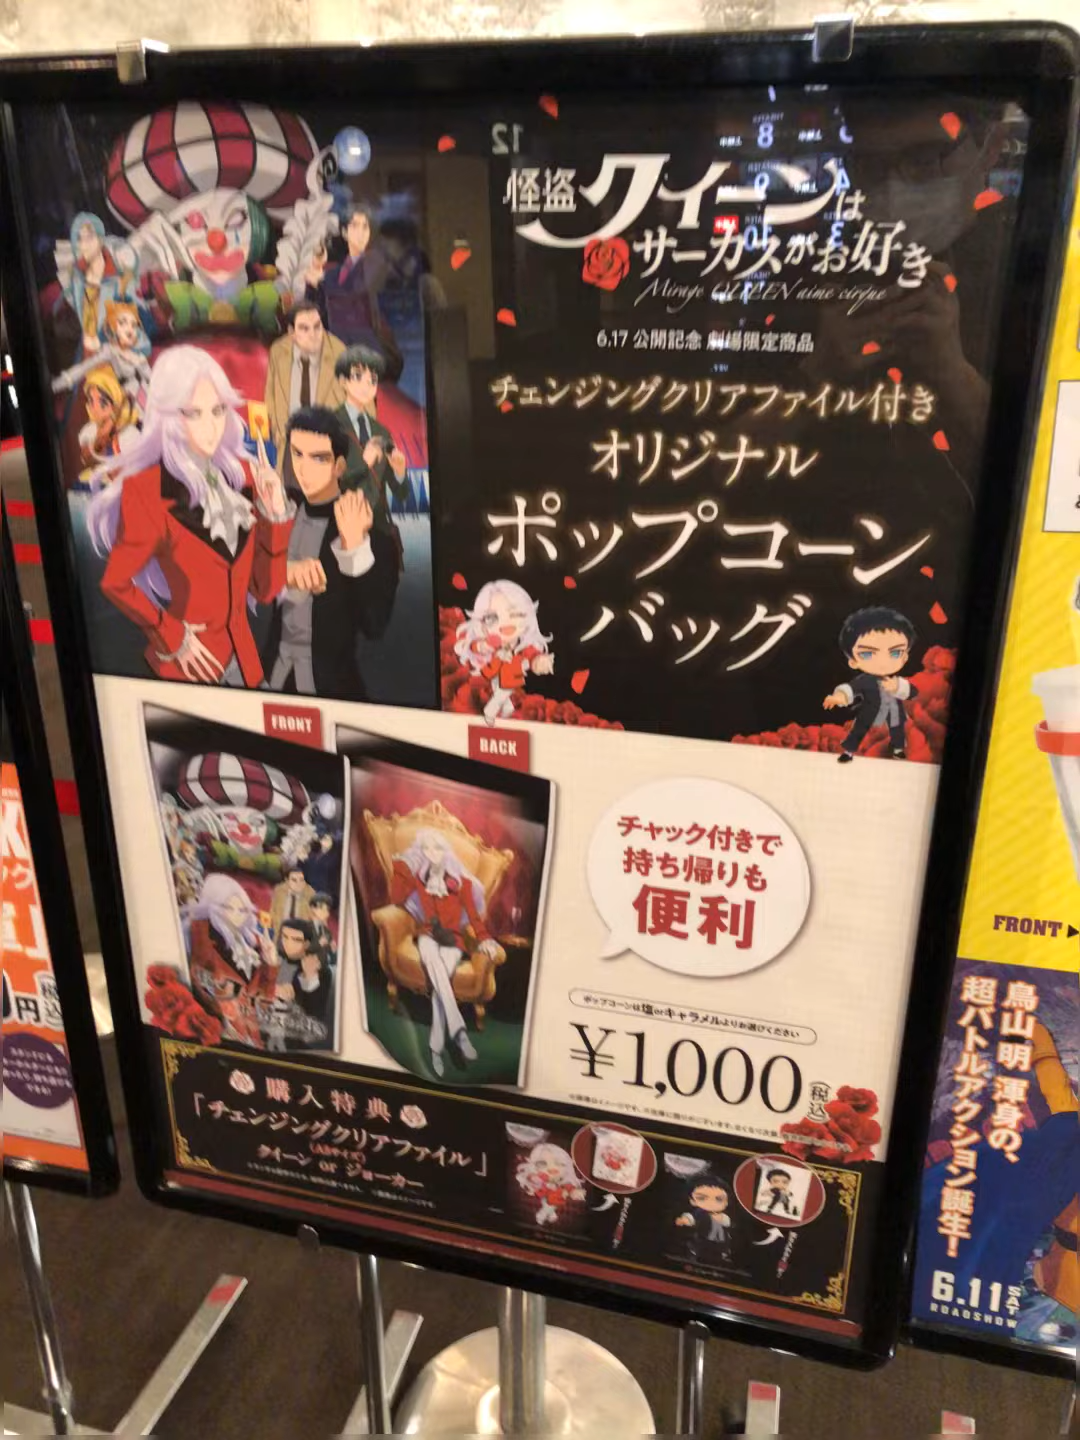 怪盗クイーンは
サーカスがお好き
Mirage QUEEN aime cirque
6.17 公開記念 劇場限定商品
チェンジングクリアファイル付き
オリジナル
ポップコーン
バッグ
FRONT
BACK
チャック付きで
持ち帰りも
便利
ポップコーンは塩orキャラメルよりお選びください
¥1,000
(税込)
購入特典
「チェンジングクリアファイル」
(A5サイズ)
クイーン or ジョーカー
12
8
9
10
4
3
円
FRONT▶
鳥山明 渾身の、
超バトルアクション誕生!
6.11 SAT
ROADSHOW